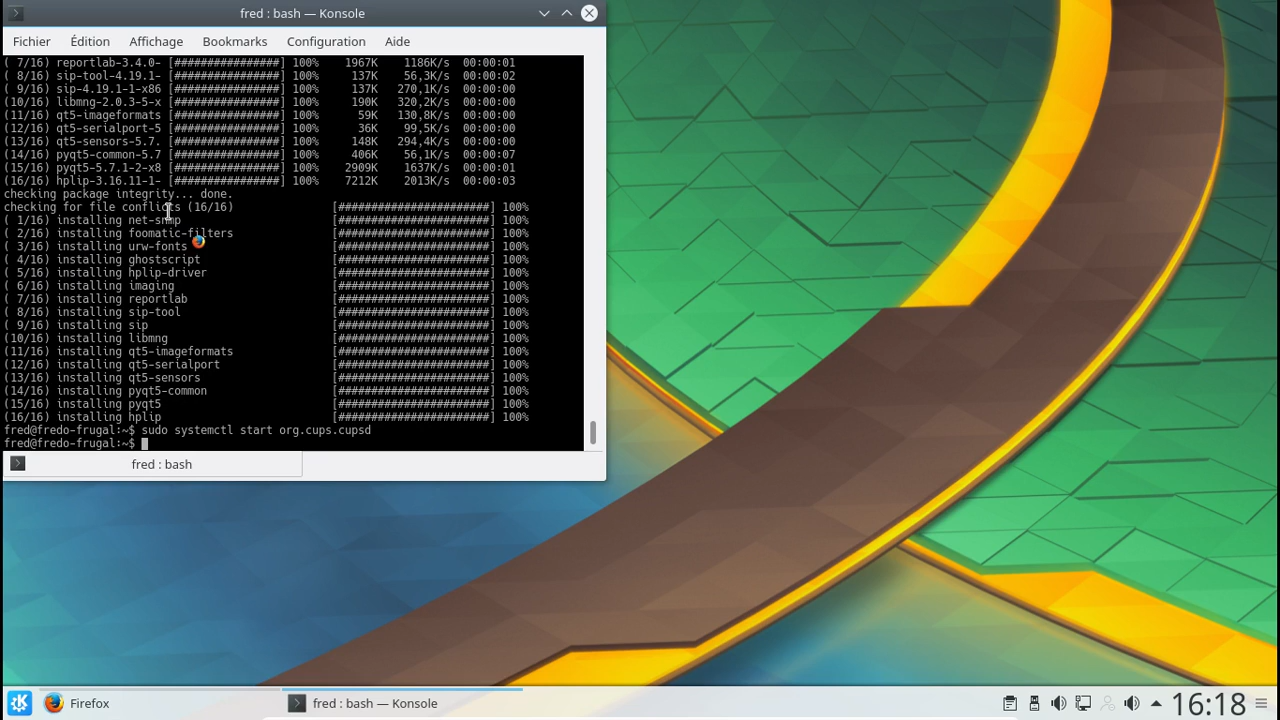 fred : bash — Konsole
Fichier Édition Affichage Bookmarks Configuration Aide
( 7/16) reportlab-3.4.0- [################] 100% 1967K 1186K/s 00:00:01
( 8/16) sip-tool-4.19.1- [################] 100% 137K 56,3K/s 00:00:02
( 9/16) sip-4.19.1-1-x86 [################] 100% 137K 270,1K/s 00:00:00
(10/16) libmng-2.0.3-5-x [################] 100% 190K 320,2K/s 00:00:00
(11/16) qt5-imageformats [################] 100% 59K 130,8K/s 00:00:00
(12/16) qt5-serialport-5 [################] 100% 36K 99,5K/s 00:00:00
(13/16) qt5-sensors-5.7. [################] 100% 148K 294,4K/s 00:00:00
(14/16) pyqt5-common-5.7 [################] 100% 406K 56,1K/s 00:00:07
(15/16) pyqt5-5.7.1-2-x8 [################] 100% 2909K 1637K/s 00:00:01
(16/16) hplip-3.16.11-1- [################] 100% 7212K 2013K/s 00:00:03
checking package integrity... done.
checking for file conflicts (16/16) [#######################] 100%
( 1/16) installing net-snmp [#######################] 100%
( 2/16) installing foomatic-filters [#######################] 100%
( 3/16) installing urw-fonts [#######################] 100%
( 4/16) installing ghostscript [#######################] 100%
( 5/16) installing hplip-driver [#######################] 100%
( 6/16) installing imaging [#######################] 100%
( 7/16) installing reportlab [#######################] 100%
( 8/16) installing sip-tool [#######################] 100%
( 9/16) installing sip [#######################] 100%
(10/16) installing libmng [#######################] 100%
(11/16) installing qt5-imageformats [#######################] 100%
(12/16) installing qt5-serialport [#######################] 100%
(13/16) installing qt5-sensors [#######################] 100%
(14/16) installing pyqt5-common [#######################] 100%
(15/16) installing pyqt5 [#######################] 100%
(16/16) installing hplip [#######################] 100%
fred@fredo-frugal:~$ sudo systemctl start org.cups.cupsd
fred@fredo-frugal:~$
fred : bash
Firefox
fred : bash — Konsole
16:18